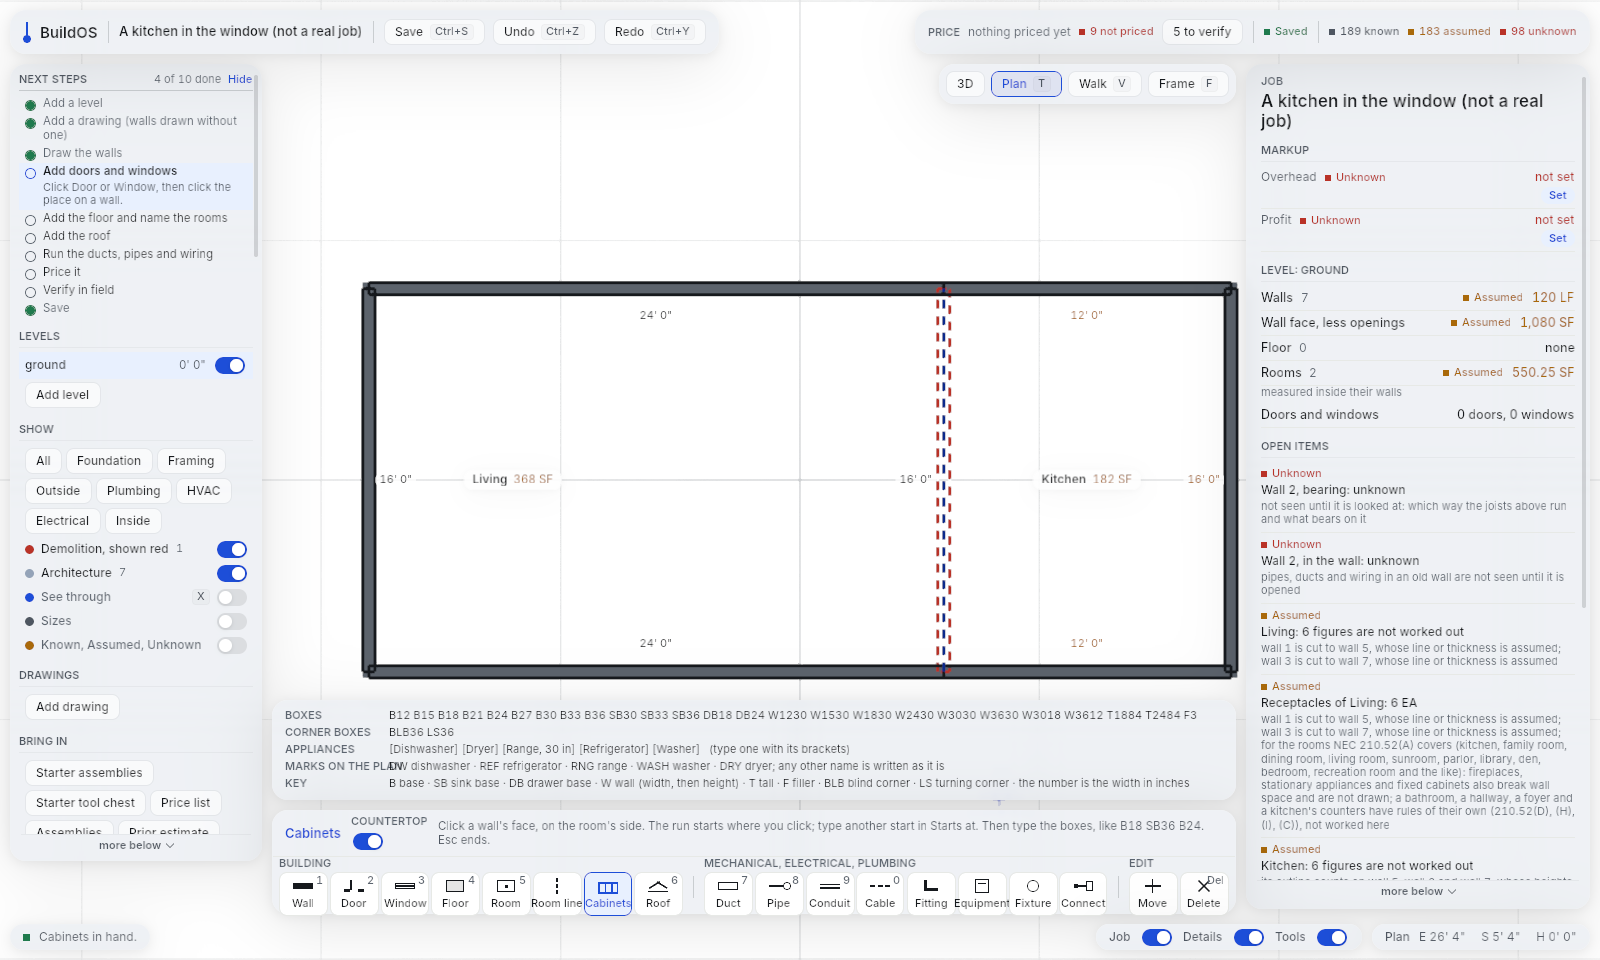 BuildOS
A kitchen in the window (not a real job)
Save Ctrl+S
Undo Ctrl+Z
Redo Ctrl+Y
PRICE nothing priced yet 9 not priced
5 to verify
Saved
189 known 183 assumed 98 unknown
3D
Plan T
Walk V
Frame F
NEXT STEPS 4 of 10 done Hide
Add a level
Add a drawing (walls drawn without
one)
Draw the walls
Add doors and windows
Click Door or Window, then click the
place on a wall.
Add the floor and name the rooms
Add the roof
Run the ducts, pipes and wiring
Price it
Verify in field
Save
LEVELS
ground 0' 0"
Add level
SHOW
All Foundation Framing
Outside Plumbing HVAC
Electrical Inside
Demolition, shown red 1
Architecture 7
See through X
Sizes
Known, Assumed, Unknown
DRAWINGS
Add drawing
BRING IN
Starter assemblies
Starter tool chest Price list
Assemblies Prior estimate
more below
24' 0" 12' 0"
16' 0" Living 368 SF 16' 0" Kitchen 182 SF 16' 0"
24' 0" 12' 0"
BOXES B12 B15 B18 B21 B24 B27 B30 B33 B36 SB30 SB33 SB36 DB18 DB24 W1230 W1530 W1830 W2430 W3030 W3630 W3018 W3612 T1884 T2484 F3
CORNER BOXES BLB36 LS36
APPLIANCES [Dishwasher] [Dryer] [Range, 30 in] [Refrigerator] [Washer] (type one with its brackets)
MARKS ON THE PLAN DW dishwasher · REF refrigerator · RNG range · WASH washer · DRY dryer; any other name is written as it is
KEY B base · SB sink base · DB drawer base · W wall (width, then height) · T tall · F filler · BLB blind corner · LS turning corner · the number is the width in inches
Cabinets
COUNTERTOP
Click a wall's face, on the room's side. The run starts where you click; type another start in Starts at. Then type the boxes, like B18 SB36 B24.
Esc ends.
BUILDING MECHANICAL, ELECTRICAL, PLUMBING EDIT
1 2 3 4 5 6 7 8 9 0 Del
Wall Door Window Floor Room Room line Cabinets Roof Duct Pipe Conduit Cable Fitting Equipment Fixture Connect Move Delete
Cabinets in hand.
Job Details Tools
Plan E 26' 4" S 5' 4" H 0' 0"
JOB
A kitchen in the window (not a real
job)
MARKUP
Overhead Unknown not set
Set
Profit Unknown not set
Set
LEVEL: GROUND
Walls 7 Assumed 120 LF
Wall face, less openings Assumed 1,080 SF
Floor 0 none
Rooms 2 Assumed 550.25 SF
measured inside their walls
Doors and windows 0 doors, 0 windows
OPEN ITEMS
Unknown
Wall 2, bearing: unknown
not seen until it is looked at: which way the joists above run
and what bears on it
Unknown
Wall 2, in the wall: unknown
pipes, ducts and wiring in an old wall are not seen until it is
opened
Assumed
Living: 6 figures are not worked out
wall 1 is cut to wall 5, whose line or thickness is assumed;
wall 3 is cut to wall 7, whose line or thickness is assumed
Assumed
Receptacles of Living: 6 EA
wall 1 is cut to wall 5, whose line or thickness is assumed;
wall 3 is cut to wall 7, whose line or thickness is assumed;
for the rooms NEC 210.52(A) covers (kitchen, family room,
dining room, living room, sunroom, parlor, library, den,
bedroom, recreation room and the like): fireplaces,
stationary appliances and fixed cabinets also break wall
space and are not drawn; a bathroom, a hallway, a foyer and
a kitchen's counters have rules of their own (210.52(D), (H),
(I), (C)), not worked here
Assumed
Kitchen: 6 figures are not worked out
more below